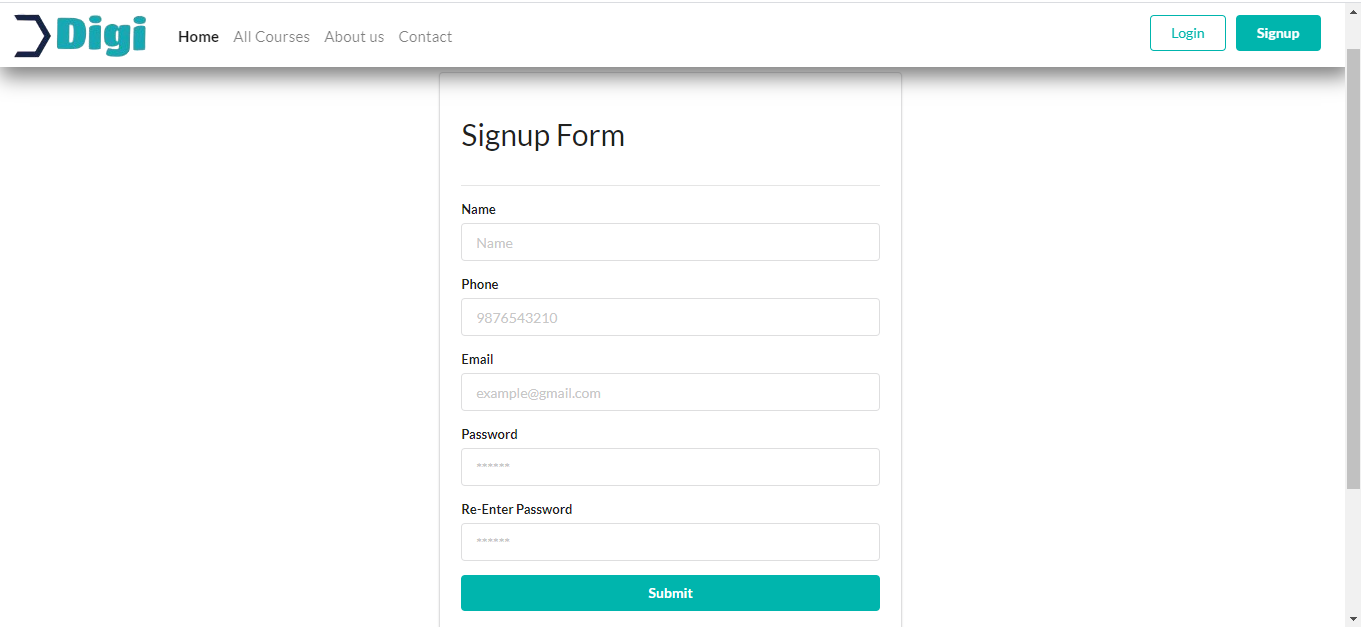 Digi Home All Courses About us Contact Login Signup
Signup Form
Name
Name
Phone
9876543210
Email
example@gmail.com
Password
******
Re-Enter Password
******
Submit